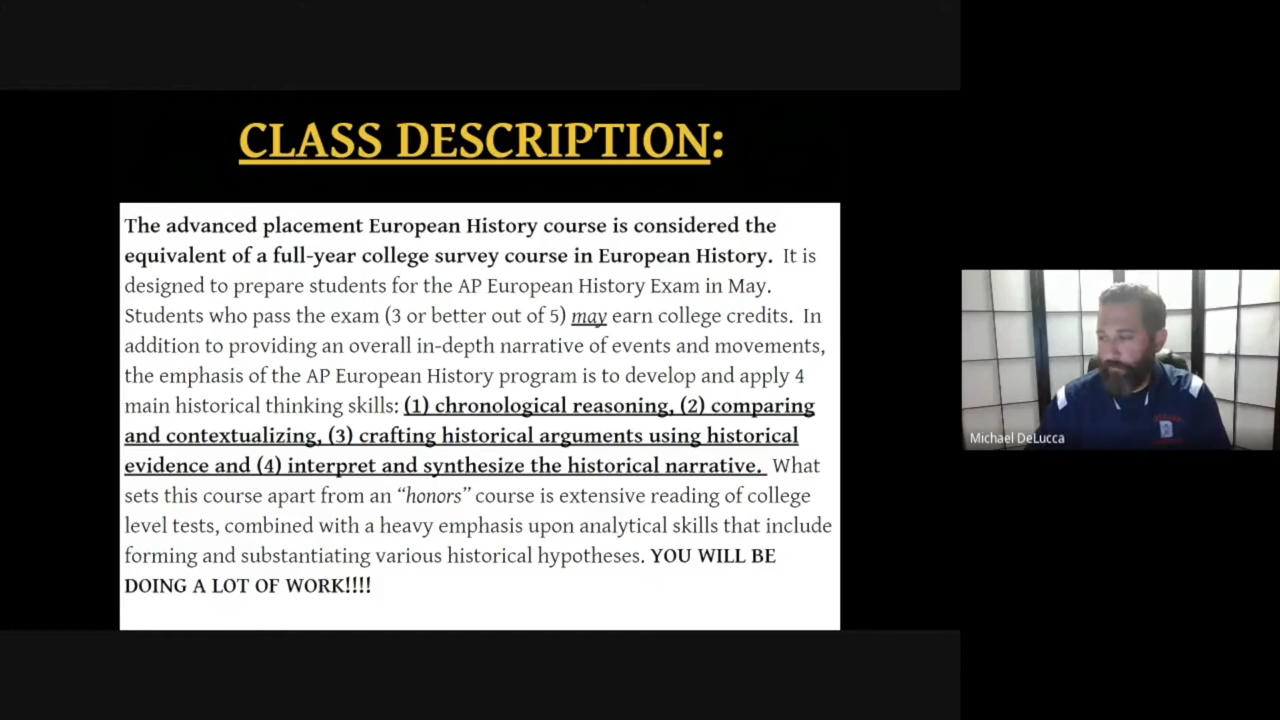 CLASS DESCRIPTION:
The advanced placement European History course is considered the
equivalent of a full-year college survey course in European History. It is
designed to prepare students for the AP European History Exam in May.
Students who pass the exam (3 or better out of 5) may earn college credits. In
addition to providing an overall in-depth narrative of events and movements,
the emphasis of the AP European History program is to develop and apply 4
main historical thinking skills: (1) chronological reasoning, (2) comparing
and contextualizing, (3) crafting historical arguments using historical
evidence and (4) interpret and synthesize the historical narrative. What
sets this course apart from an “honors” course is extensive reading of college
level tests, combined with a heavy emphasis upon analytical skills that include
forming and substantiating various historical hypotheses. YOU WILL BE
DOING A LOT OF WORK!!!!
Michael DeLucca